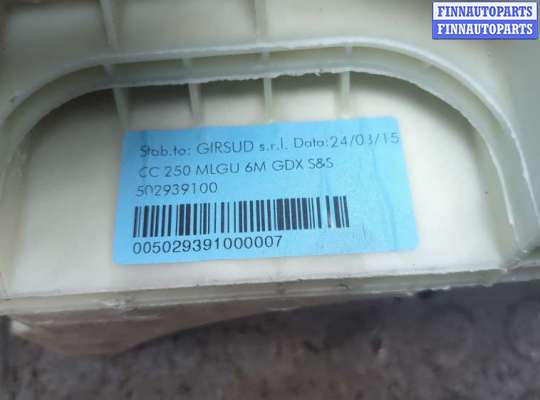 FINNAUTOPARTS
FINNAUTOPARTS
Stab.to: GIRSUD s.r.l. Data:24/03/15
CC 250 MLGU 6M GDX S&S
502939100
005029391000007